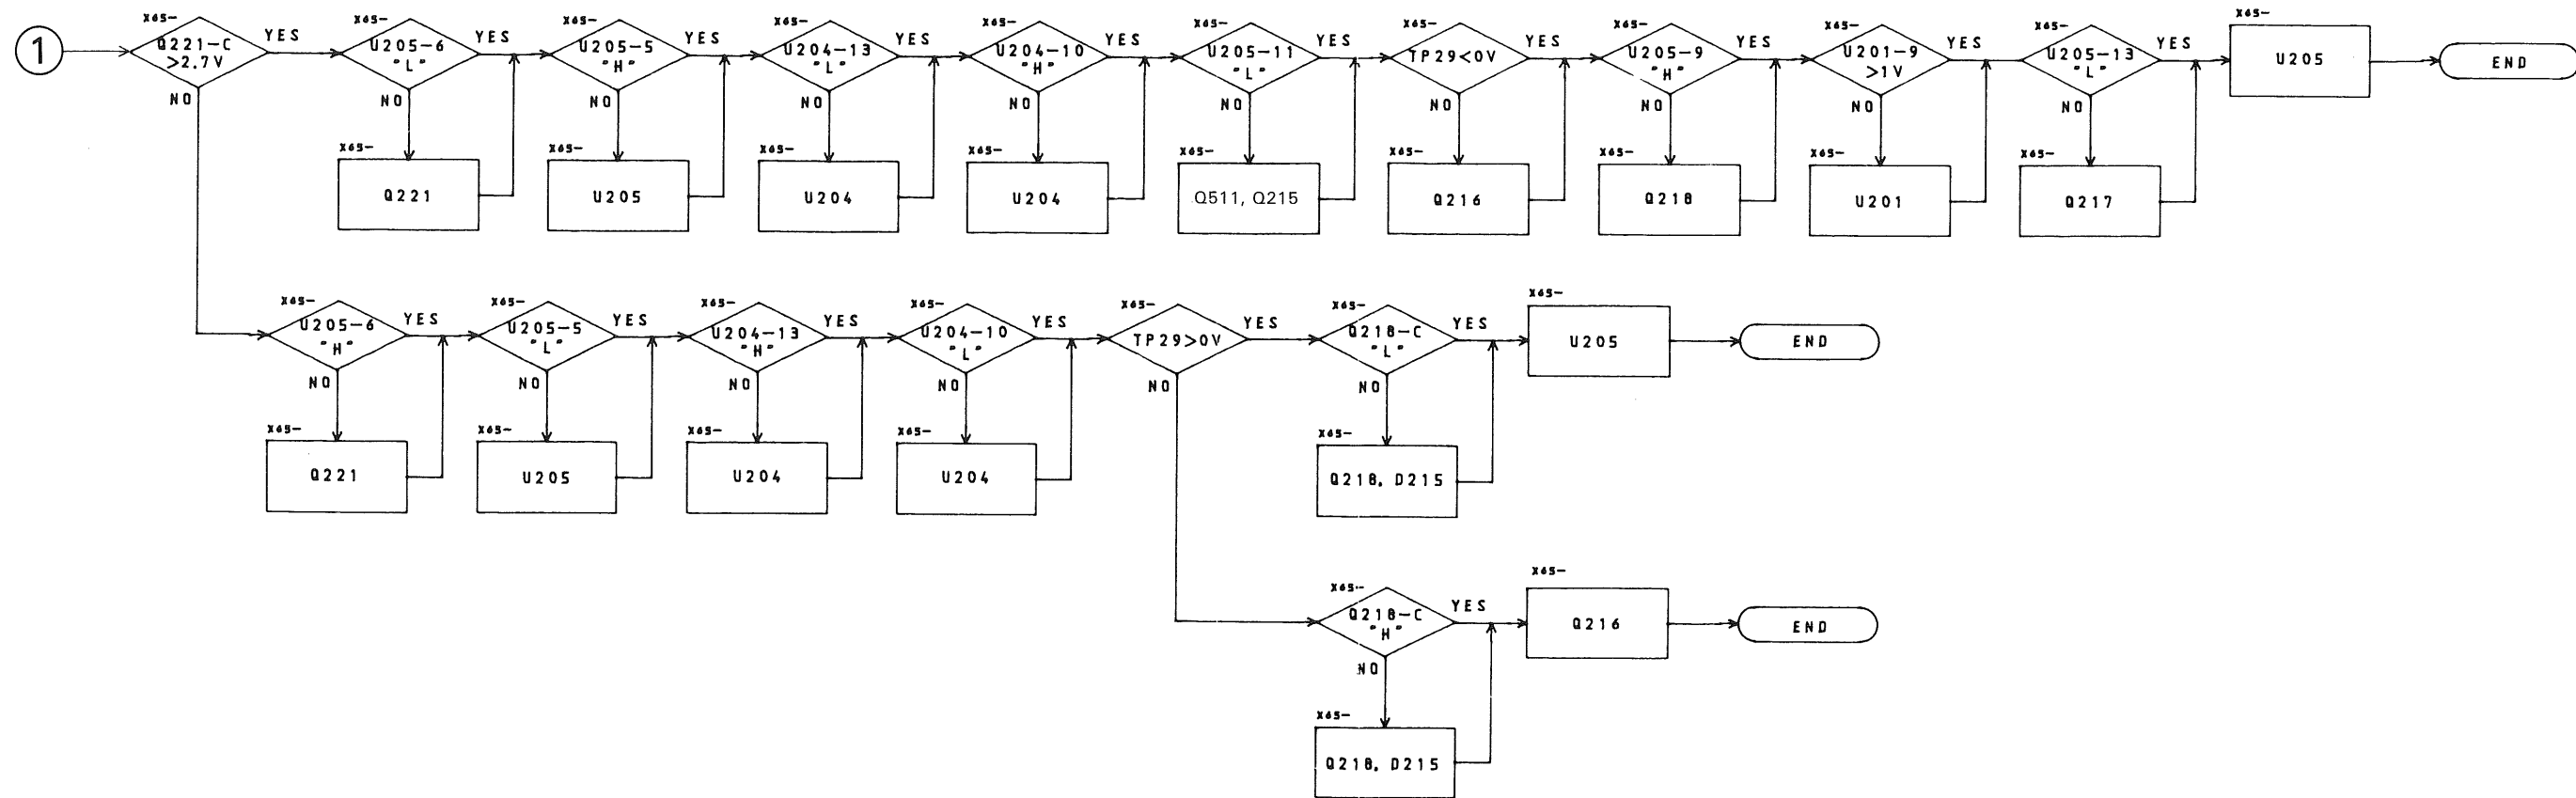 1
X65-
Q221-C
>2.7V
YES
NO
X65-
U205-6
"L"
YES
NO
X65-
Q221
X65-
U205-5
"H"
YES
NO
X65-
U205
X65-
U204-13
"L"
YES
NO
X65-
U204
X65-
U204-10
"H"
YES
NO
X65-
U204
X65-
U205-11
"L"
YES
NO
X65-
Q511, Q215
X65-
TP29<0V
YES
NO
X65-
Q216
X65-
U205-9
"H"
YES
NO
X65-
Q218
X65-
U201-9
>1V
YES
NO
X65-
U201
X65-
U205-13
"L"
YES
NO
X65-
Q217
X65-
U205
END
X65-
U205-6
"H"
YES
NO
X65-
Q221
X65-
U205-5
"L"
YES
NO
X65-
U205
X65-
U204-13
"H"
YES
NO
X65-
U204
X65-
U204-10
"L"
YES
NO
X65-
U204
X65-
TP29>0V
YES
NO
X65-
Q218-C
"L"
YES
NO
X65-
Q218, D215
X65-
U205
END
X65-
Q218-C
"H"
YES
NO
X65-
Q218, D215
X65-
Q216
END